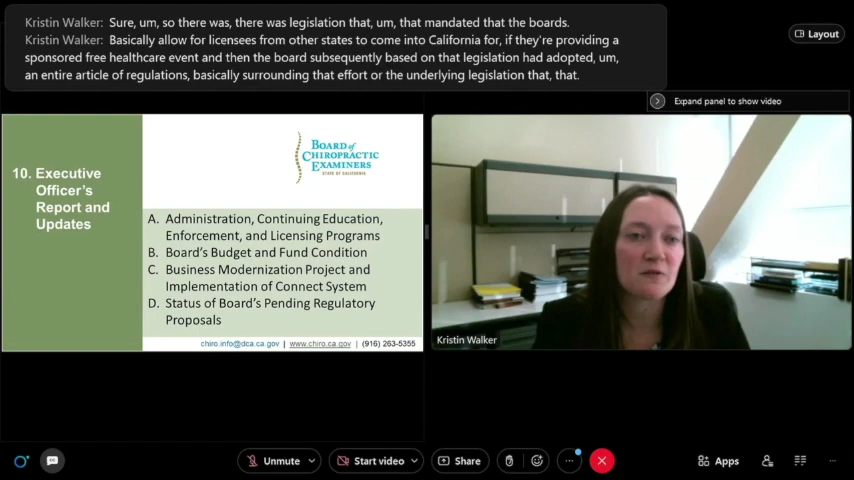 Kristin Walker: Sure, um, so there was, there was legislation that, um, that mandated that the boards.
Kristin Walker: Basically allow for licensees from other states to come into California for, if they're providing a
sponsored free healthcare event and then the board subsequently based on that legislation had adopted, um,
an entire article of regulations, basically surrounding that effort or the underlying legislation that, that.
Layout
Expand panel to show video
10. Executive
Officer's
Report and
Updates
BOARD of
CHIROPRACTIC
EXAMINERS
STATE OF CALIFORNIA
A. Administration, Continuing Education,
Enforcement, and Licensing Programs
B. Board's Budget and Fund Condition
C. Business Modernization Project and
Implementation of Connect System
D. Status of Board's Pending Regulatory
Proposals
chiro.info@dca.ca.gov | www.chiro.ca.gov | (916) 263-5355
Kristin Walker
Unmute
Start video
Share
Apps